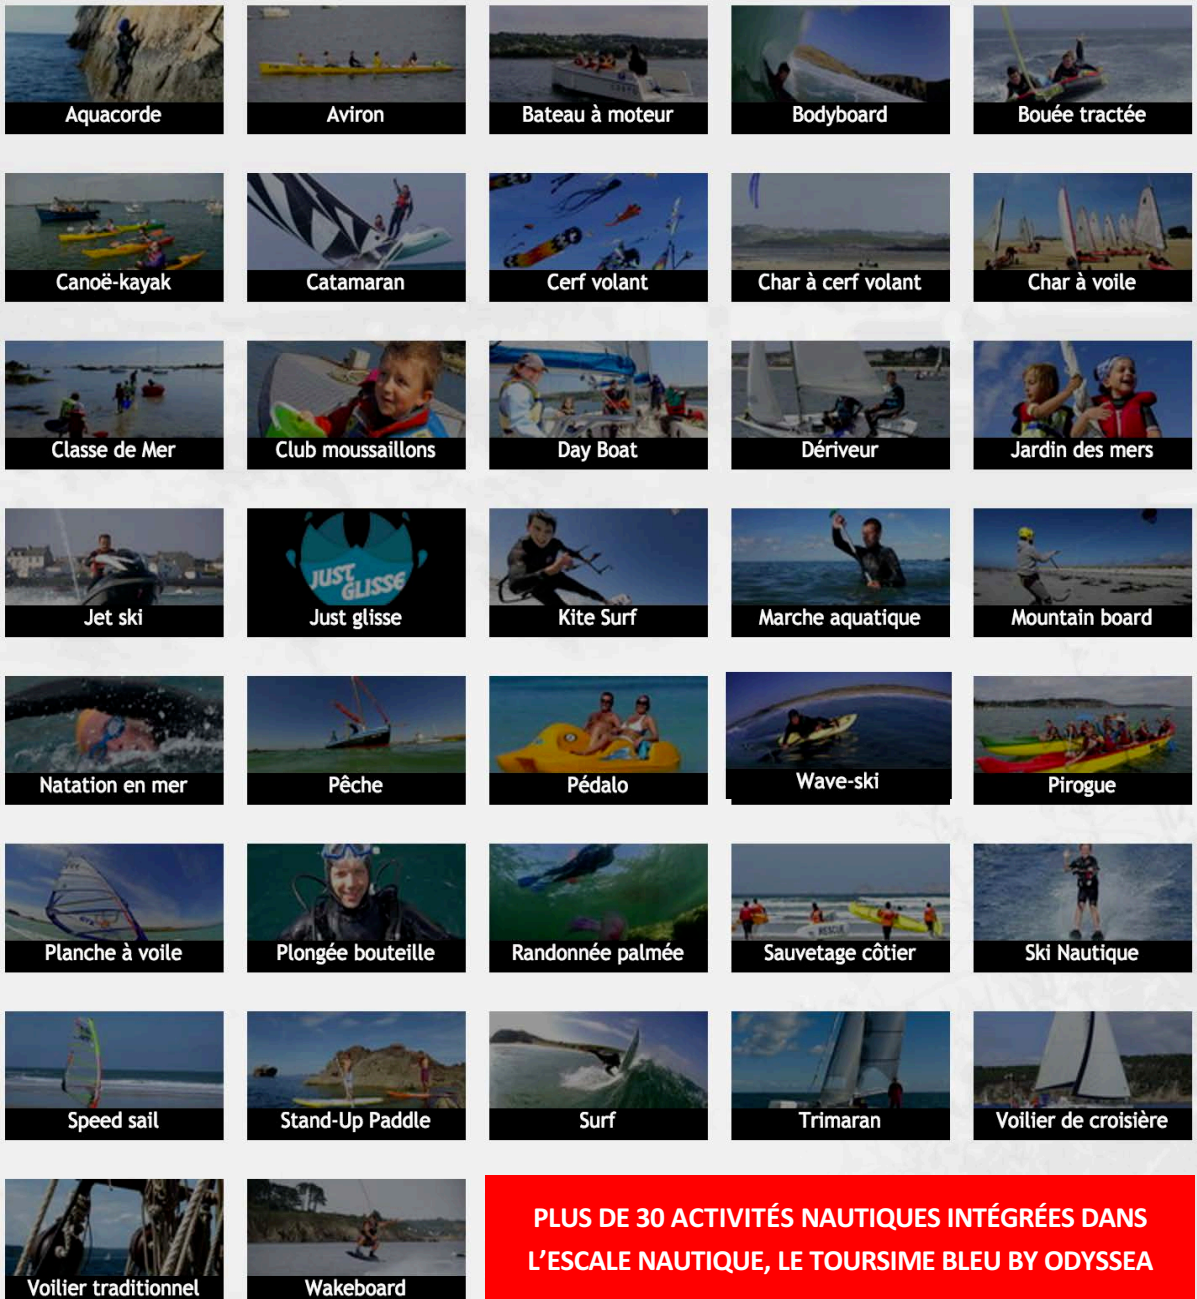 Aquacorde
Aviron
Bateau à moteur
Bodyboard
Bouée tractée
Canoë-kayak
Catamaran
Cerf volant
Char à cerf volant
Char à voile
Classe de Mer
Club moussaillons
Day Boat
Dériveur
Jardin des mers
JUST
GLISSE
Jet ski
Just glisse
Kite Surf
Marche aquatique
Mountain board
Natation en mer
Pêche
Pédalo
Wave-ski
Pirogue
RESCUE
Planche à voile
Plongée bouteille
Randonnée palmée
Sauvetage côtier
Ski Nautique
Speed sail
Stand-Up Paddle
Surf
Trimaran
Voilier de croisière
Voilier traditionnel
Wakeboard
PLUS DE 30 ACTIVITÉS NAUTIQUES INTÉGRÉES DANS
L'ESCALE NAUTIQUE, LE TOURSIME BLEU BY ODYSSEA